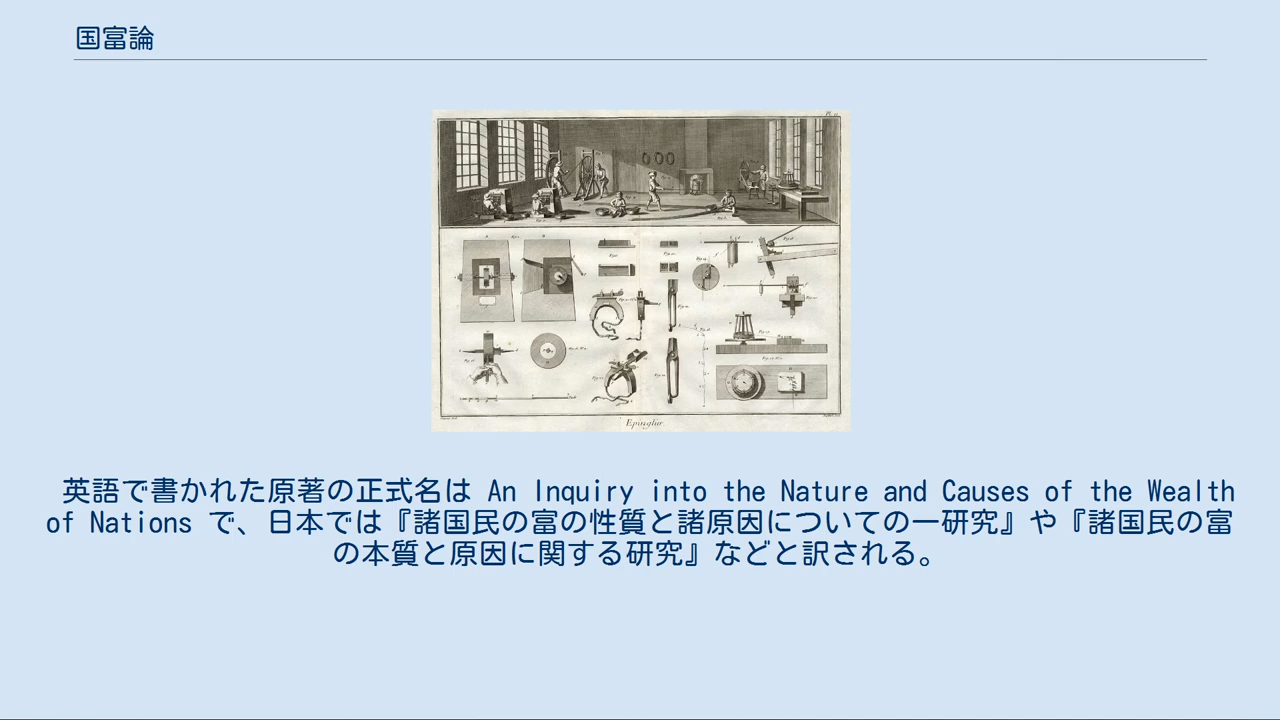 国富論
Pl. II.
Epinglier
英語で書かれた原著の正式名は An Inquiry into the Nature and Causes of the Wealth
of Nations で、日本では『諸国民の富の性質と諸原因についての一研究』や『諸国民の富
の本質と原因に関する研究』などと訳される。